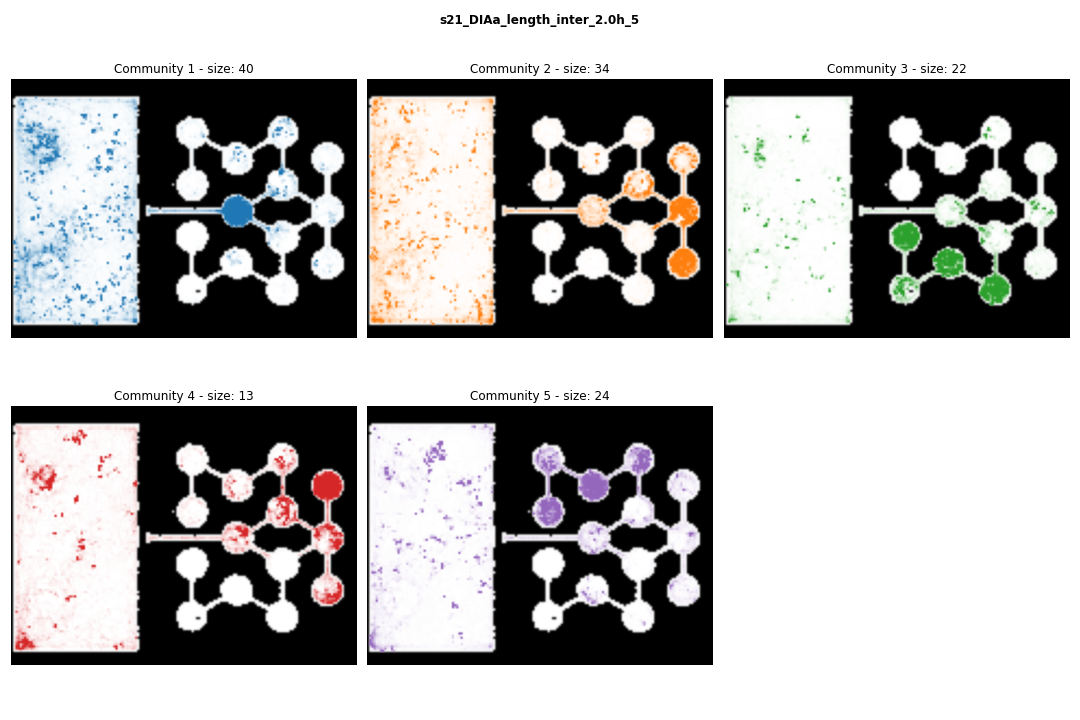 s21_DIAa_length_inter_2.0h_5
Community 1 - size: 40
Community 2 - size: 34
Community 3 - size: 22
Community 4 - size: 13
Community 5 - size: 24